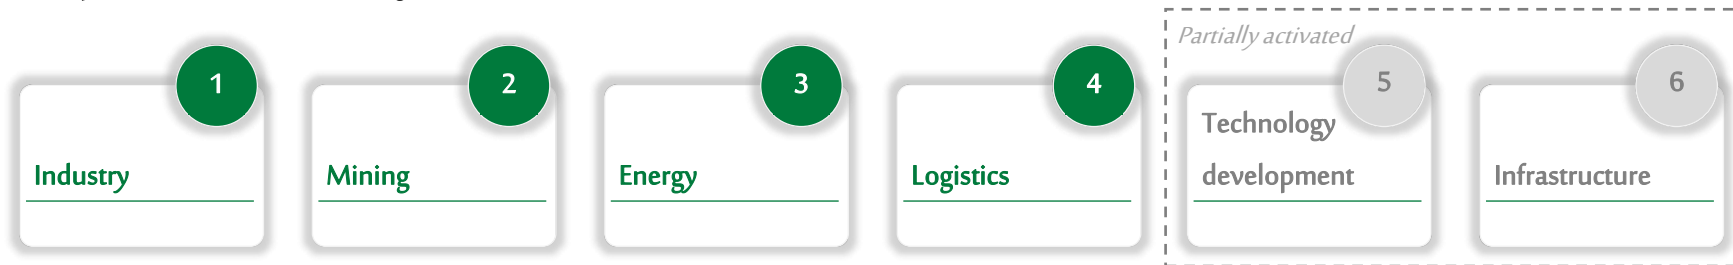 Partially activated
1
Industry
2
Mining
3
Energy
4
Logistics
5
Technology
development
6
Infrastructure